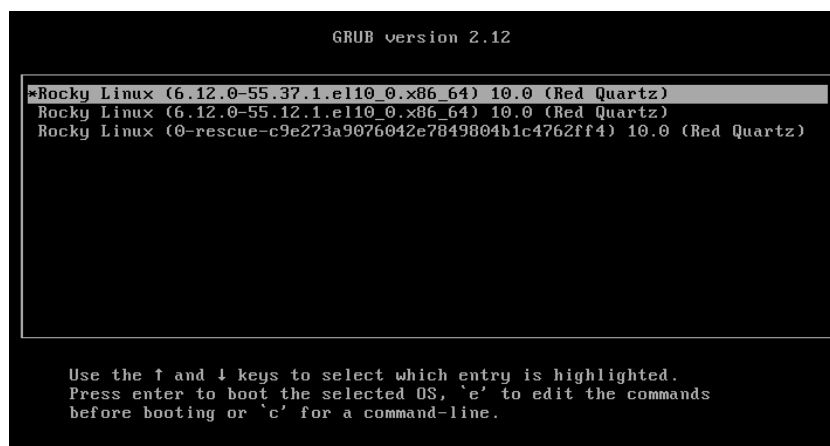 GRUB version 2.12
*Rocky Linux (6.12.0-55.37.1.el10_0.x86_64) 10.0 (Red Quartz)
Rocky Linux (6.12.0-55.12.1.el10_0.x86_64) 10.0 (Red Quartz)
Rocky Linux (0-rescue-c9e273a9076042e7849804b1c4762ff4) 10.0 (Red Quartz)
Use the ↑ and ↓ keys to select which entry is highlighted.
Press enter to boot the selected OS, `e' to edit the commands
before booting or `c' for a command-line.